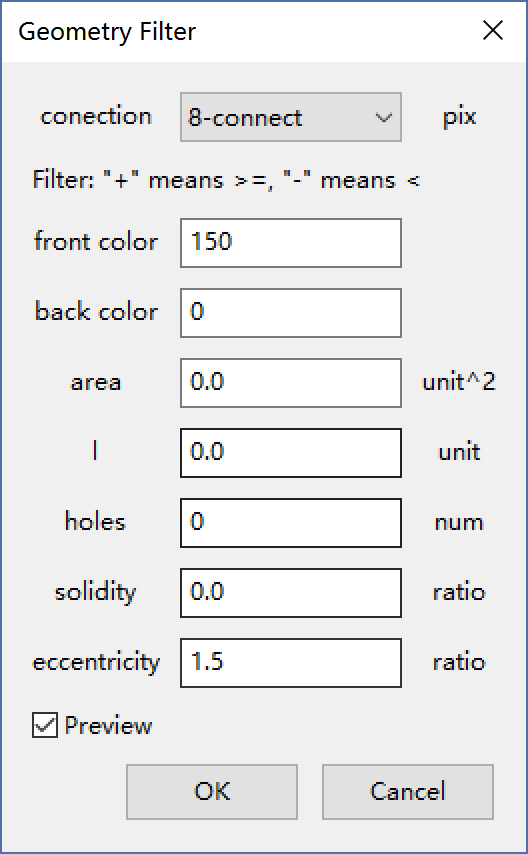 Geometry Filter
conection 8-connect pix
Filter: "+" means >=, "-" means <
front color 150
back color 0
area 0.0 unit^2
l 0.0 unit
holes 0 num
solidity 0.0 ratio
eccentricity 1.5 ratio
Preview
OK Cancel